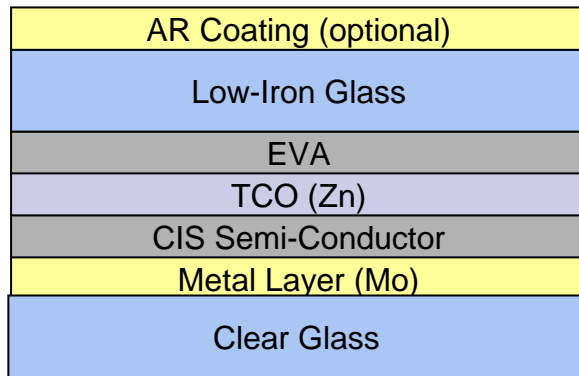 AR Coating (optional)
Low-Iron Glass
EVA
TCO (Zn)
CIS Semi-Conductor
Metal Layer (Mo)
Clear Glass